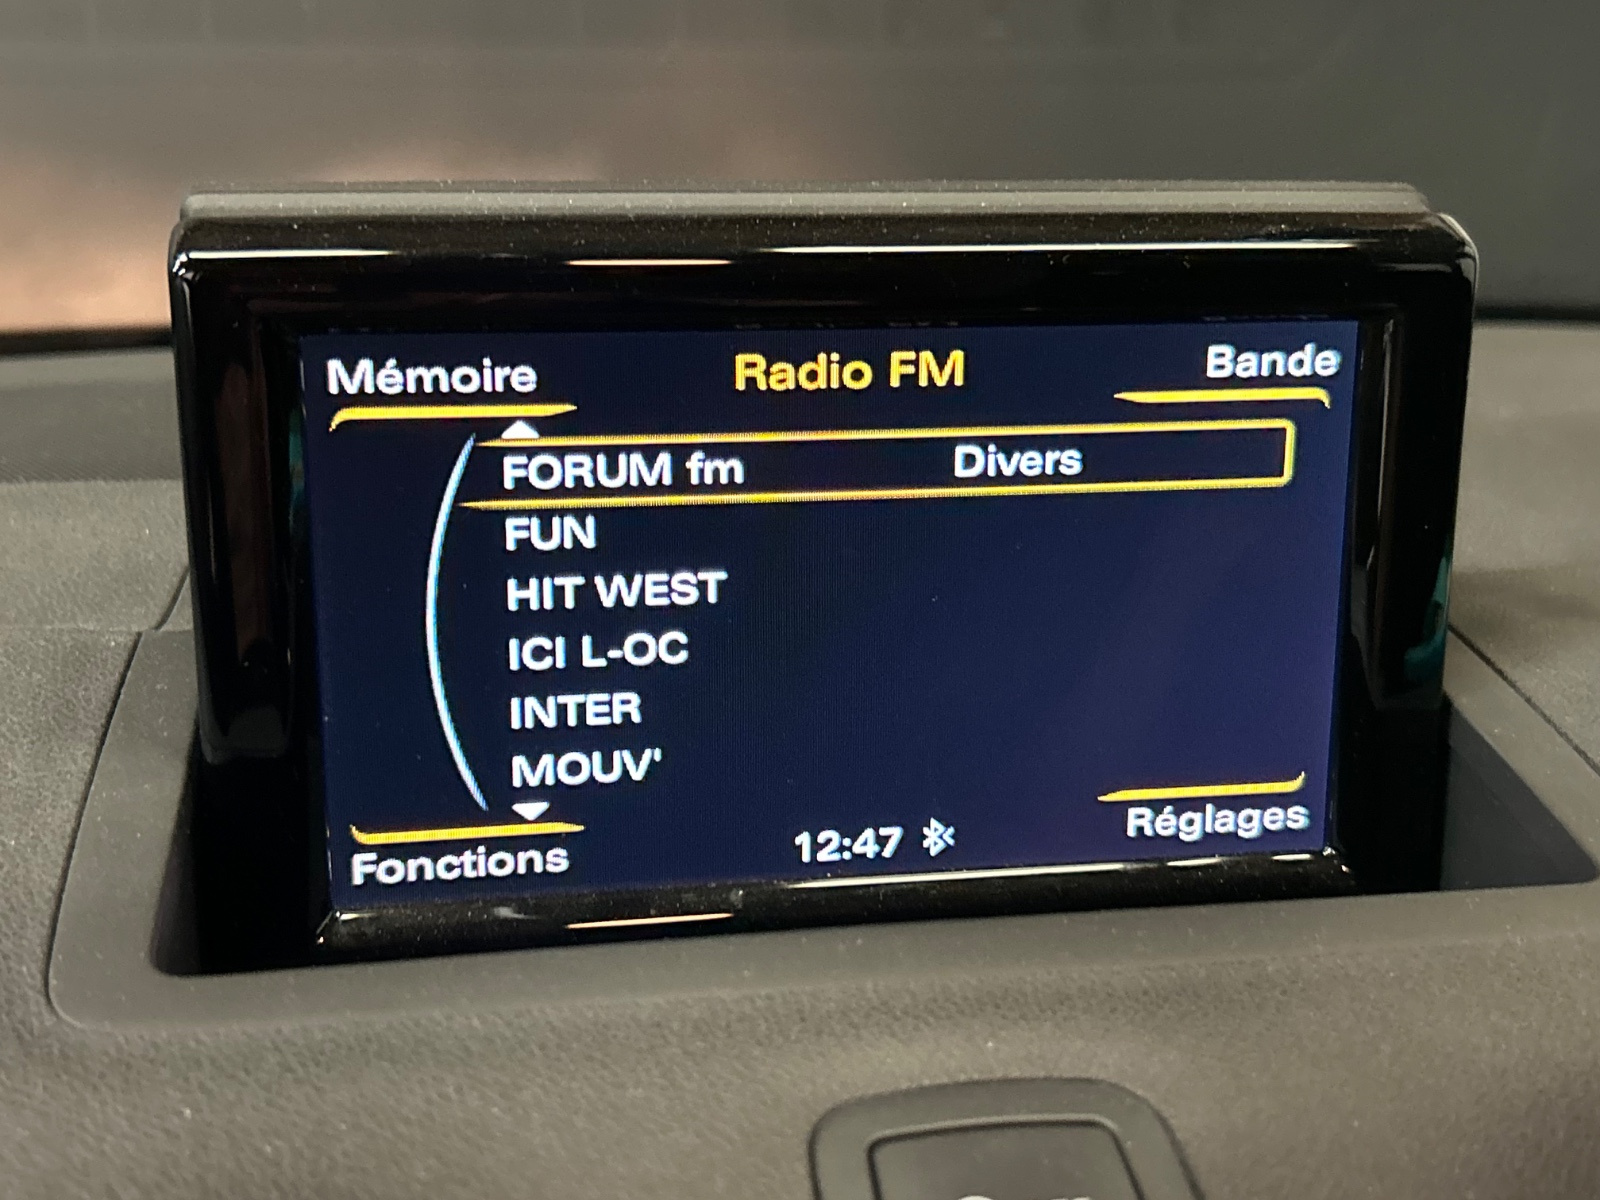 Mémoire Radio FM Bande
FORUM fm Divers
FUN
HIT WEST
ICI L-OC
INTER
MOUV'
Fonctions 12:47 Réglages